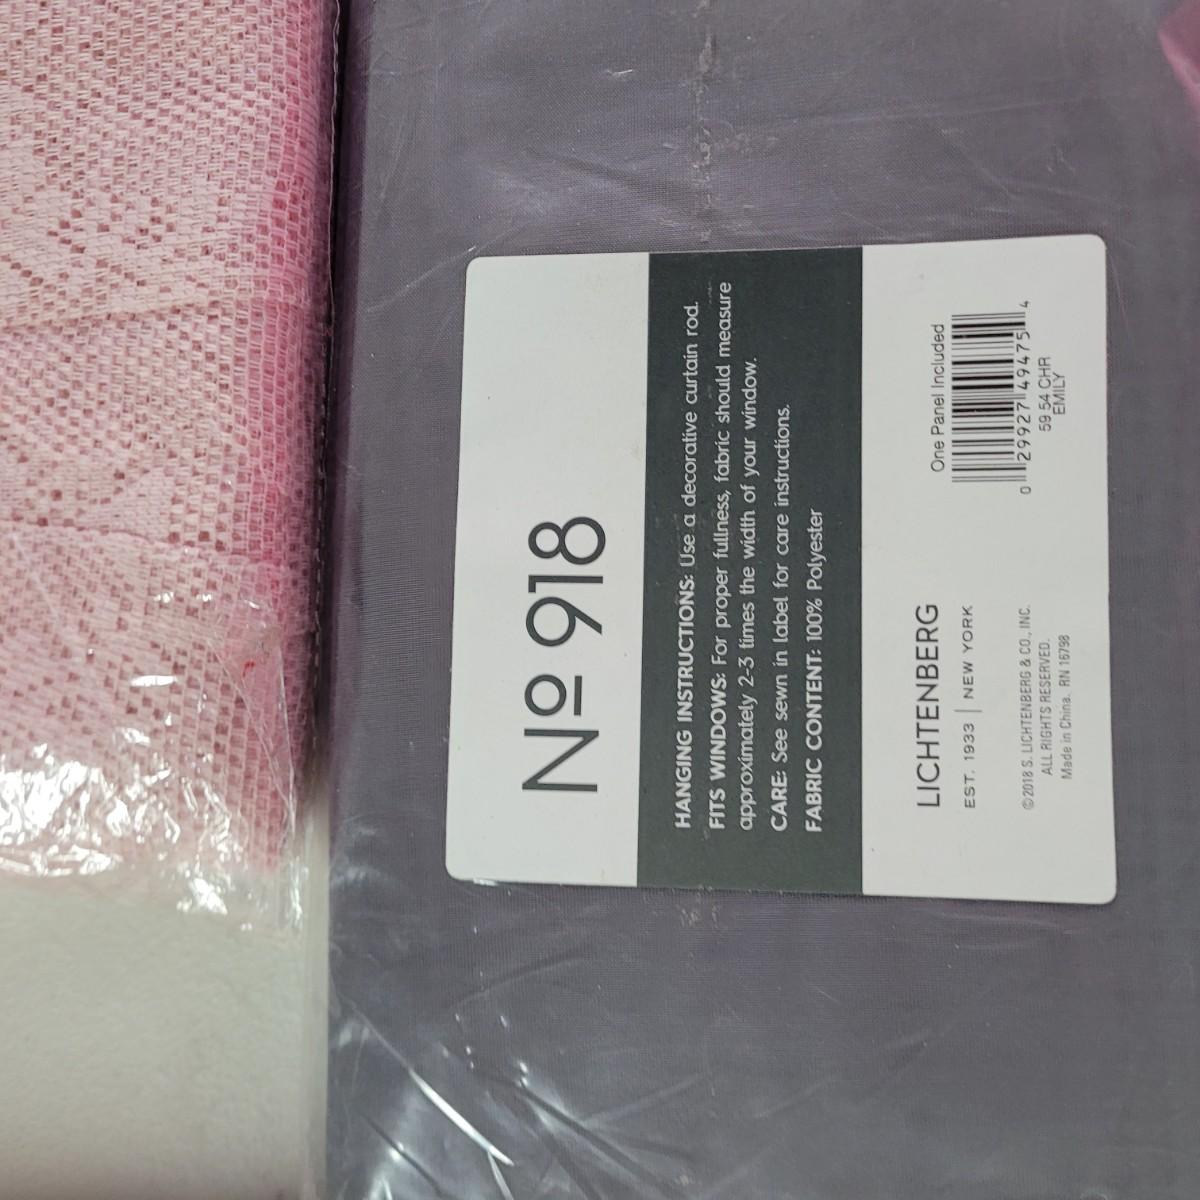 Nº 918
HANGING INSTRUCTIONS: Use a decorative curtain rod.
FITS WINDOWS: For proper fullness, fabric should measure
approximately 2-3 times the width of your window.
CARE: See sewn in label for care instructions.
FABRIC CONTENT: 100% Polyester
LICHTENBERG
EST. 1933 | NEW YORK
©2018 S. LICHTENBERG & CO., INC.
ALL RIGHTS RESERVED.
Made in China. RN 16798
One Panel Included
0 29927 49475 4
59 54 CHR
EMILY